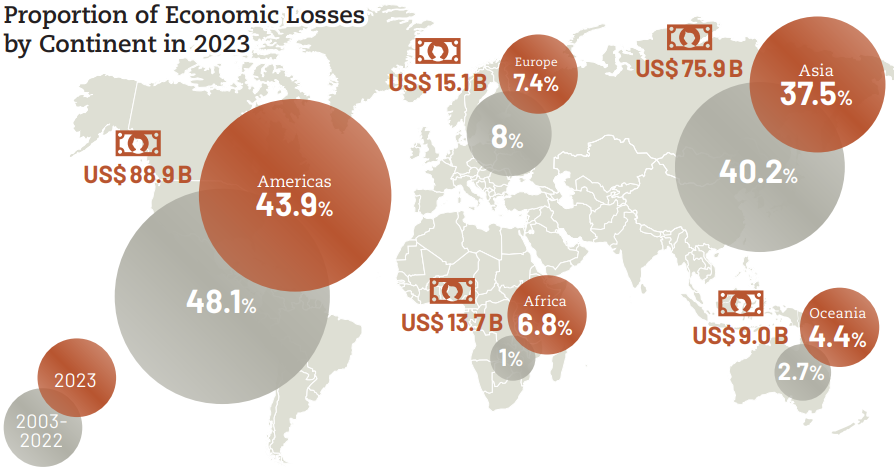 Proportion of Economic Losses
by Continent in 2023
US$ 15.1 B
Europe
7.4%
8%
US$ 75.9 B
Asia
37.5%
40.2%
US$ 88.9 B
Americas
43.9%
48.1%
US$ 13.7 B
Africa
6.8%
1%
US$ 9.0 B
Oceania
4.4%
2.7%
2023
2003-
2022